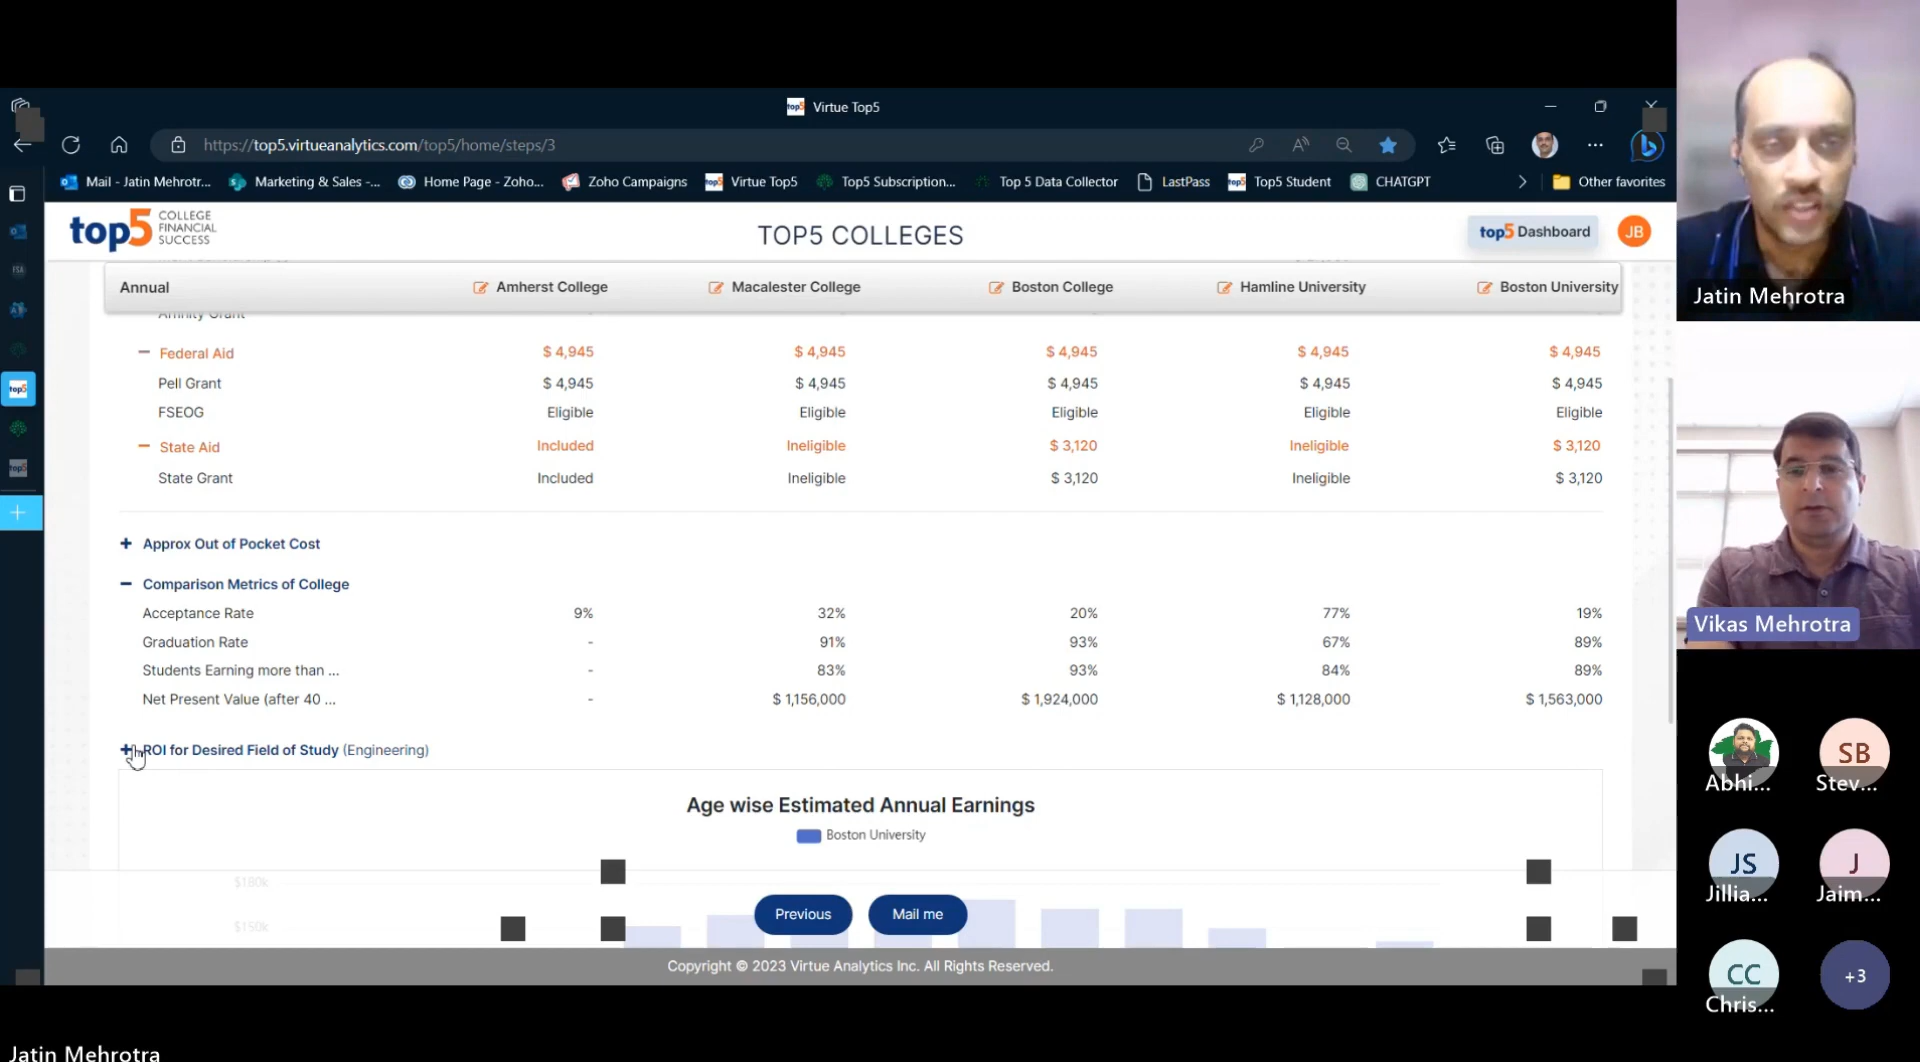 Virtue Top5
https://top5.virtueanalytics.com/top5/home/steps/3
Mail - Jatin Mehrotr... Marketing & Sales -... Home Page - Zoho... Zoho Campaigns Virtue Top5 Top5 Subscription... Top 5 Data Collector LastPass Top5 Student CHATGPT Other favorites
top5 COLLEGE FINANCIAL SUCCESS
TOP5 COLLEGES
top5 Dashboard JB
Annual Amherst College Macalester College Boston College Hamline University Boston University
Affinity Grant
Federal Aid $ 4,945 $ 4,945 $ 4,945 $ 4,945 $ 4,945
Pell Grant $ 4,945 $ 4,945 $ 4,945 $ 4,945 $ 4,945
FSEOG Eligible Eligible Eligible Eligible Eligible
State Aid Included Ineligible $ 3,120 Ineligible $ 3,120
State Grant Included Ineligible $ 3,120 Ineligible $ 3,120
+ Approx Out of Pocket Cost
− Comparison Metrics of College
Acceptance Rate 9% 32% 20% 77% 19%
Graduation Rate - 91% 93% 67% 89%
Students Earning more than ... - 83% 93% 84% 89%
Net Present Value (after 40 ... - $ 1,156,000 $ 1,924,000 $ 1,128,000 $ 1,563,000
+ ROI for Desired Field of Study (Engineering)
Age wise Estimated Annual Earnings
Boston University
$180k
$150k
Previous Mail me
Copyright © 2023 Virtue Analytics Inc. All Rights Reserved.
Jatin Mehrotra
Vikas Mehrotra
Abhi...
SB
Stev...
JS
Jillia...
J
Jaim...
CC
Chris...
+3
Jatin Mehrotra